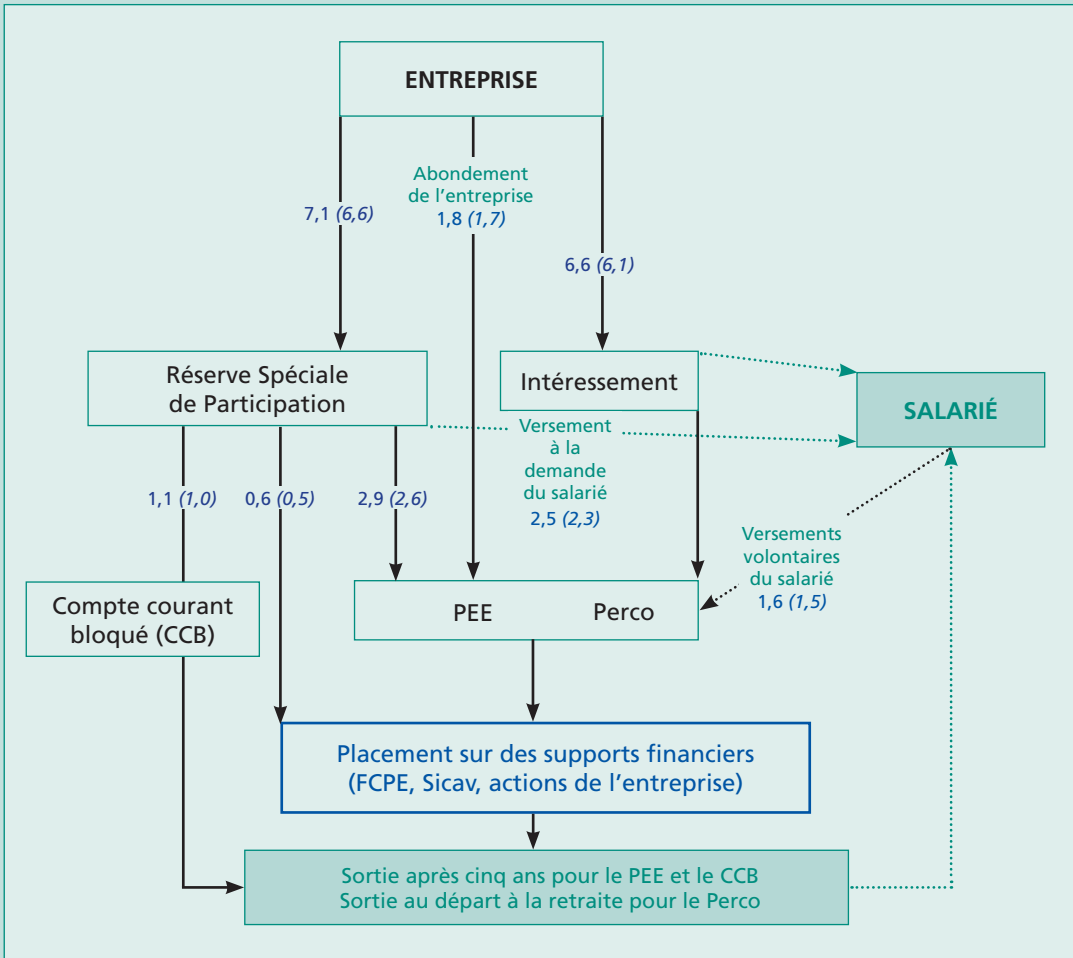 ENTREPRISE
Abondement
de l’entreprise
1,8 (1,7)
7,1 (6,6)
6,6 (6,1)
Réserve Spéciale
de Participation
Intéressement
SALARIÉ
Versement
à la
demande
du salarié
2,5 (2,3)
1,1 (1,0)
0,6 (0,5)
2,9 (2,6)
Versements
volontaires
du salarié
1,6 (1,5)
Compte courant
bloqué (CCB)
PEE
Perco
Placement sur des supports financiers
(FCPE, Sicav, actions de l’entreprise)
Sortie après cinq ans pour le PEE et le CCB
Sortie au départ à la retraite pour le Perco